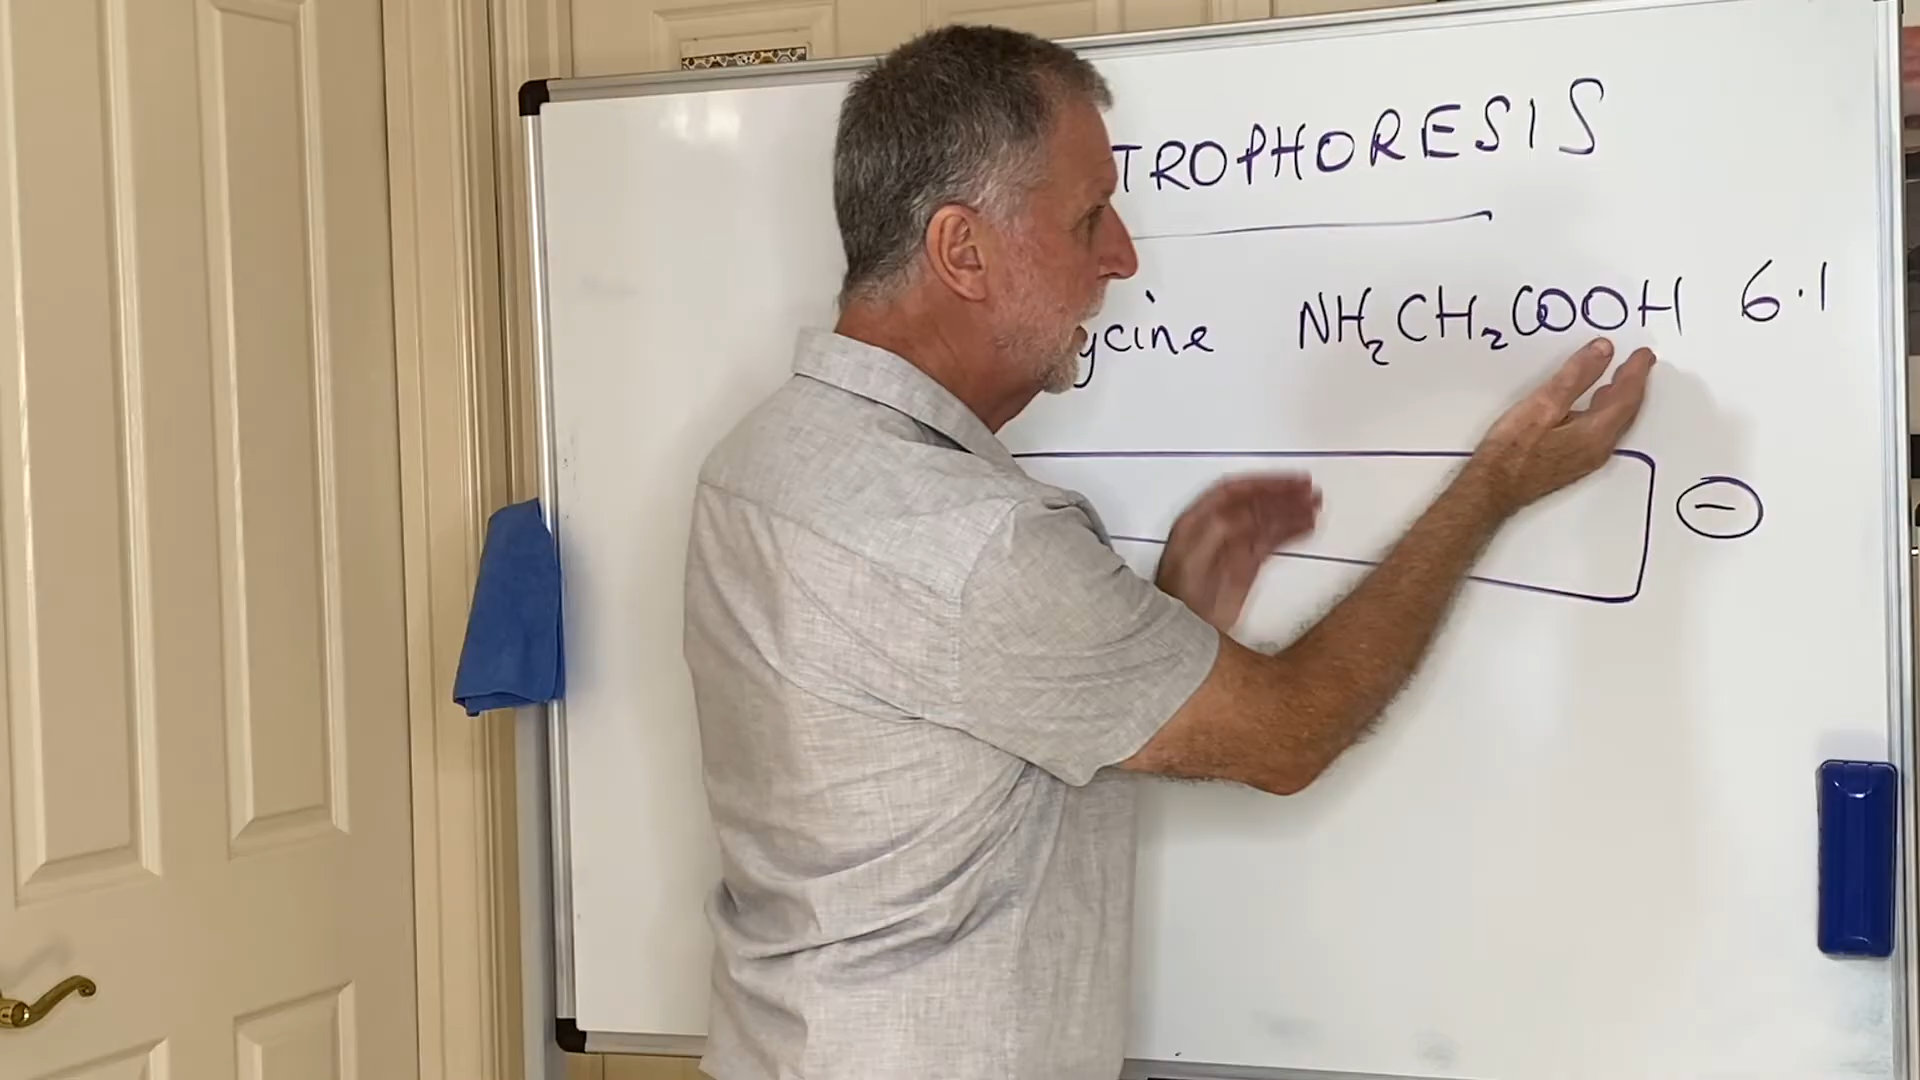 TROPHORESIS
ycine NH₂CH₂COOH 6.1
−